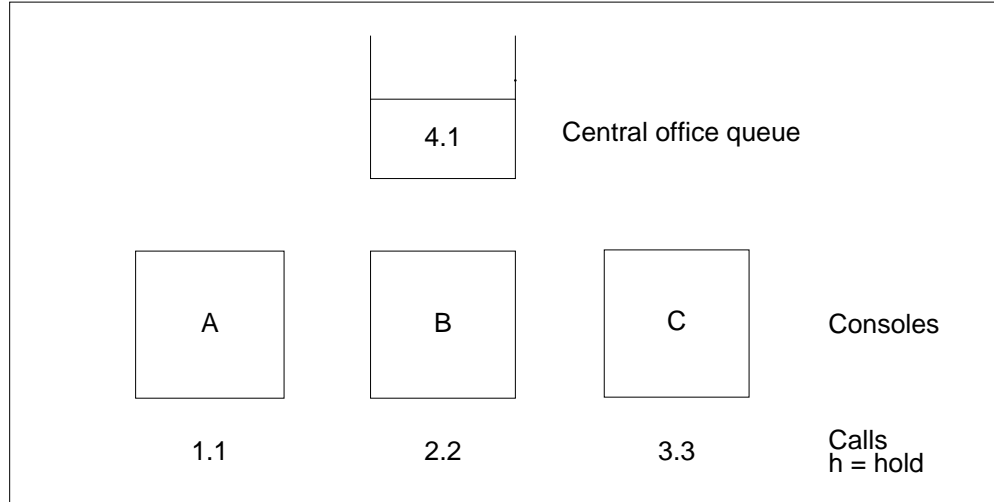 4.1
Central office queue
A
B
C
Consoles
1.1
2.2
3.3
Calls
h = hold